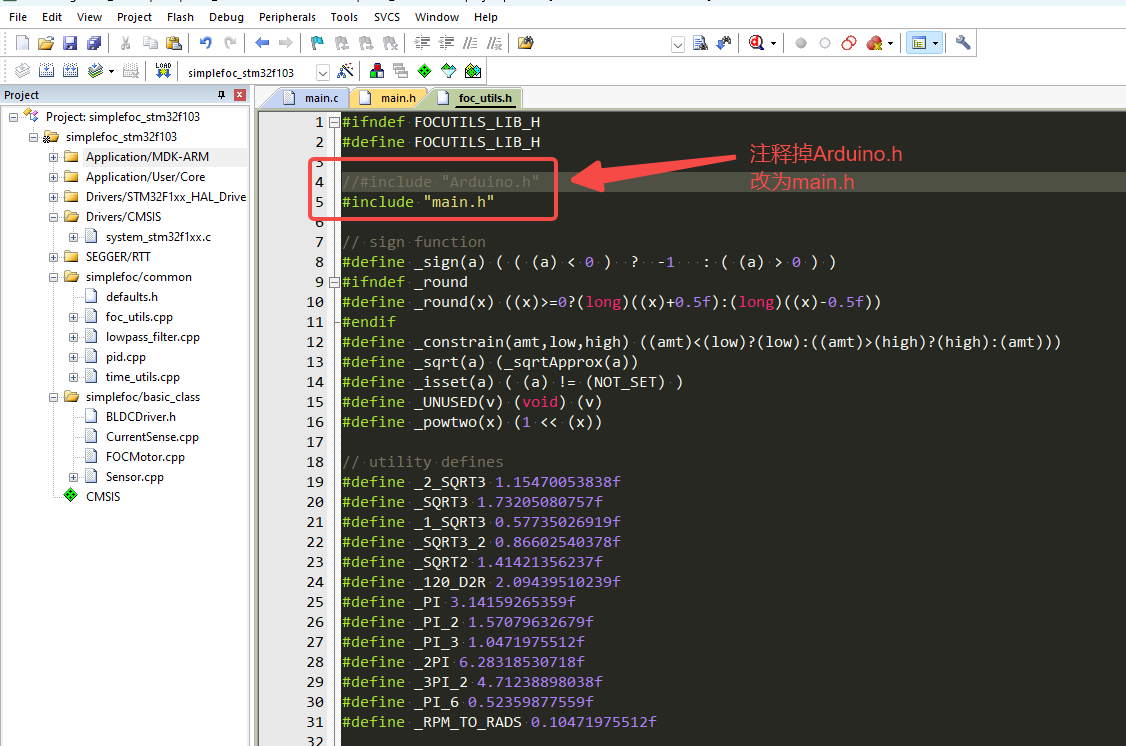 File Edit View Project Flash Debug Peripherals Tools SVCS Window Help
LOAD simplefoc_stm32f103
Project
Project: simplefoc_stm32f103
simplefoc_stm32f103
Application/MDK-ARM
Application/User/Core
Drivers/STM32F1xx_HAL_Drive
Drivers/CMSIS
system_stm32f1xx.c
SEGGER/RTT
simplefoc/common
defaults.h
foc_utils.cpp
lowpass_filter.cpp
pid.cpp
time_utils.cpp
simplefoc/basic_class
BLDCDriver.h
CurrentSense.cpp
FOCMotor.cpp
Sensor.cpp
CMSIS
main.c main.h foc_utils.h
1 #ifndef FOCUTILS_LIB_H
2 #define FOCUTILS_LIB_H
3
4 //#include "Arduino.h"
5 #include "main.h"
6
7 // sign function
8 #define _sign(a) ( ( (a) < 0 ) ? -1 : ( (a) > 0 ) )
9 #ifndef _round
10 #define _round(x) ((x)>=0?(long)((x)+0.5f):(long)((x)-0.5f))
11 #endif
12 #define _constrain(amt,low,high) ((amt)<(low)?(low):((amt)>(high)?(high):(amt)))
13 #define _sqrt(a) (_sqrtApprox(a))
14 #define _isset(a) ( (a) != (NOT_SET) )
15 #define _UNUSED(v) (void) (v)
16 #define _powtwo(x) (1 << (x))
17
18 // utility defines
19 #define _2_SQRT3 1.15470053838f
20 #define _SQRT3 1.73205080757f
21 #define _1_SQRT3 0.57735026919f
22 #define _SQRT3_2 0.86602540378f
23 #define _SQRT2 1.41421356237f
24 #define _120_D2R 2.09439510239f
25 #define _PI 3.14159265359f
26 #define _PI_2 1.57079632679f
27 #define _PI_3 1.0471975512f
28 #define _2PI 6.28318530718f
29 #define _3PI_2 4.71238898038f
30 #define _PI_6 0.52359877559f
31 #define _RPM_TO_RADS 0.10471975512f
32
注释掉Arduino.h
改为main.h